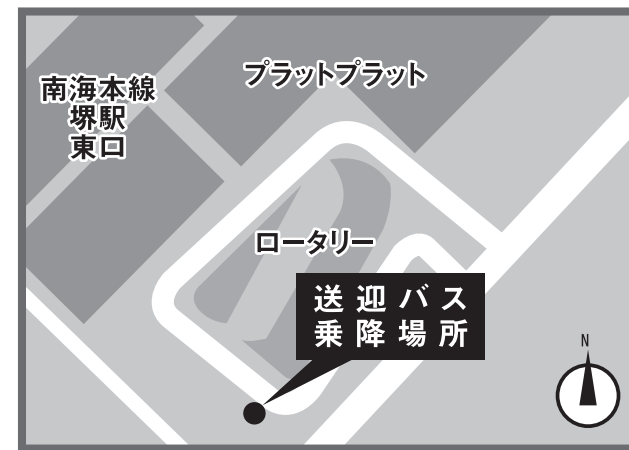 南海本線
堺駅
東口
プラットプラット
ロータリー
送迎バス
乗降場所
N